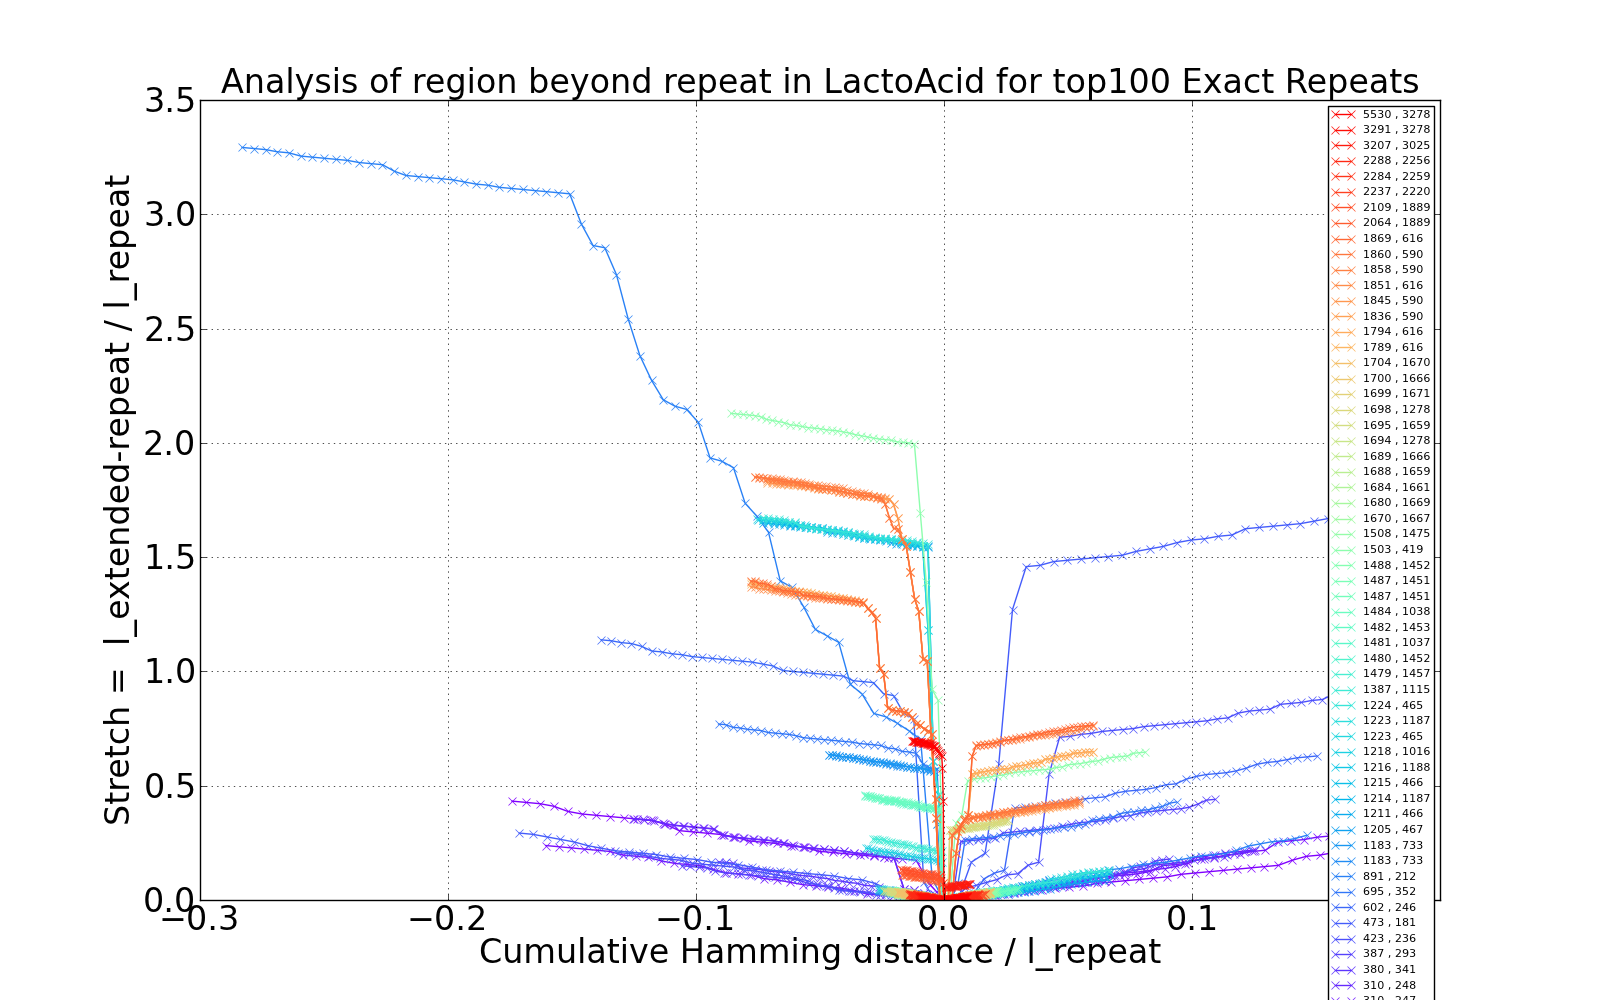 Analysis of region beyond repeat in LactoAcid for top100 Exact Repeats
Stretch = l_extended-repeat / l_repeat
3.5
3.0
2.5
2.0
1.5
1.0
0.5
0.0
−0.3
−0.2
−0.1
0.0
0.1
Cumulative Hamming distance / l_repeat
5530 , 3278
3291 , 3278
3207 , 3025
2288 , 2256
2284 , 2259
2237 , 2220
2109 , 1889
2064 , 1889
1869 , 616
1860 , 590
1858 , 590
1851 , 616
1845 , 590
1836 , 590
1794 , 616
1789 , 616
1704 , 1670
1700 , 1666
1699 , 1671
1698 , 1278
1695 , 1659
1694 , 1278
1689 , 1666
1688 , 1659
1684 , 1661
1680 , 1669
1670 , 1667
1508 , 1475
1503 , 419
1488 , 1452
1487 , 1451
1487 , 1451
1484 , 1038
1482 , 1453
1481 , 1037
1480 , 1452
1479 , 1457
1387 , 1115
1224 , 465
1223 , 1187
1223 , 465
1218 , 1016
1216 , 1188
1215 , 466
1214 , 1187
1211 , 466
1205 , 467
1183 , 733
1183 , 733
891 , 212
695 , 352
602 , 246
473 , 181
423 , 236
387 , 293
380 , 341
310 , 248
310 , 247